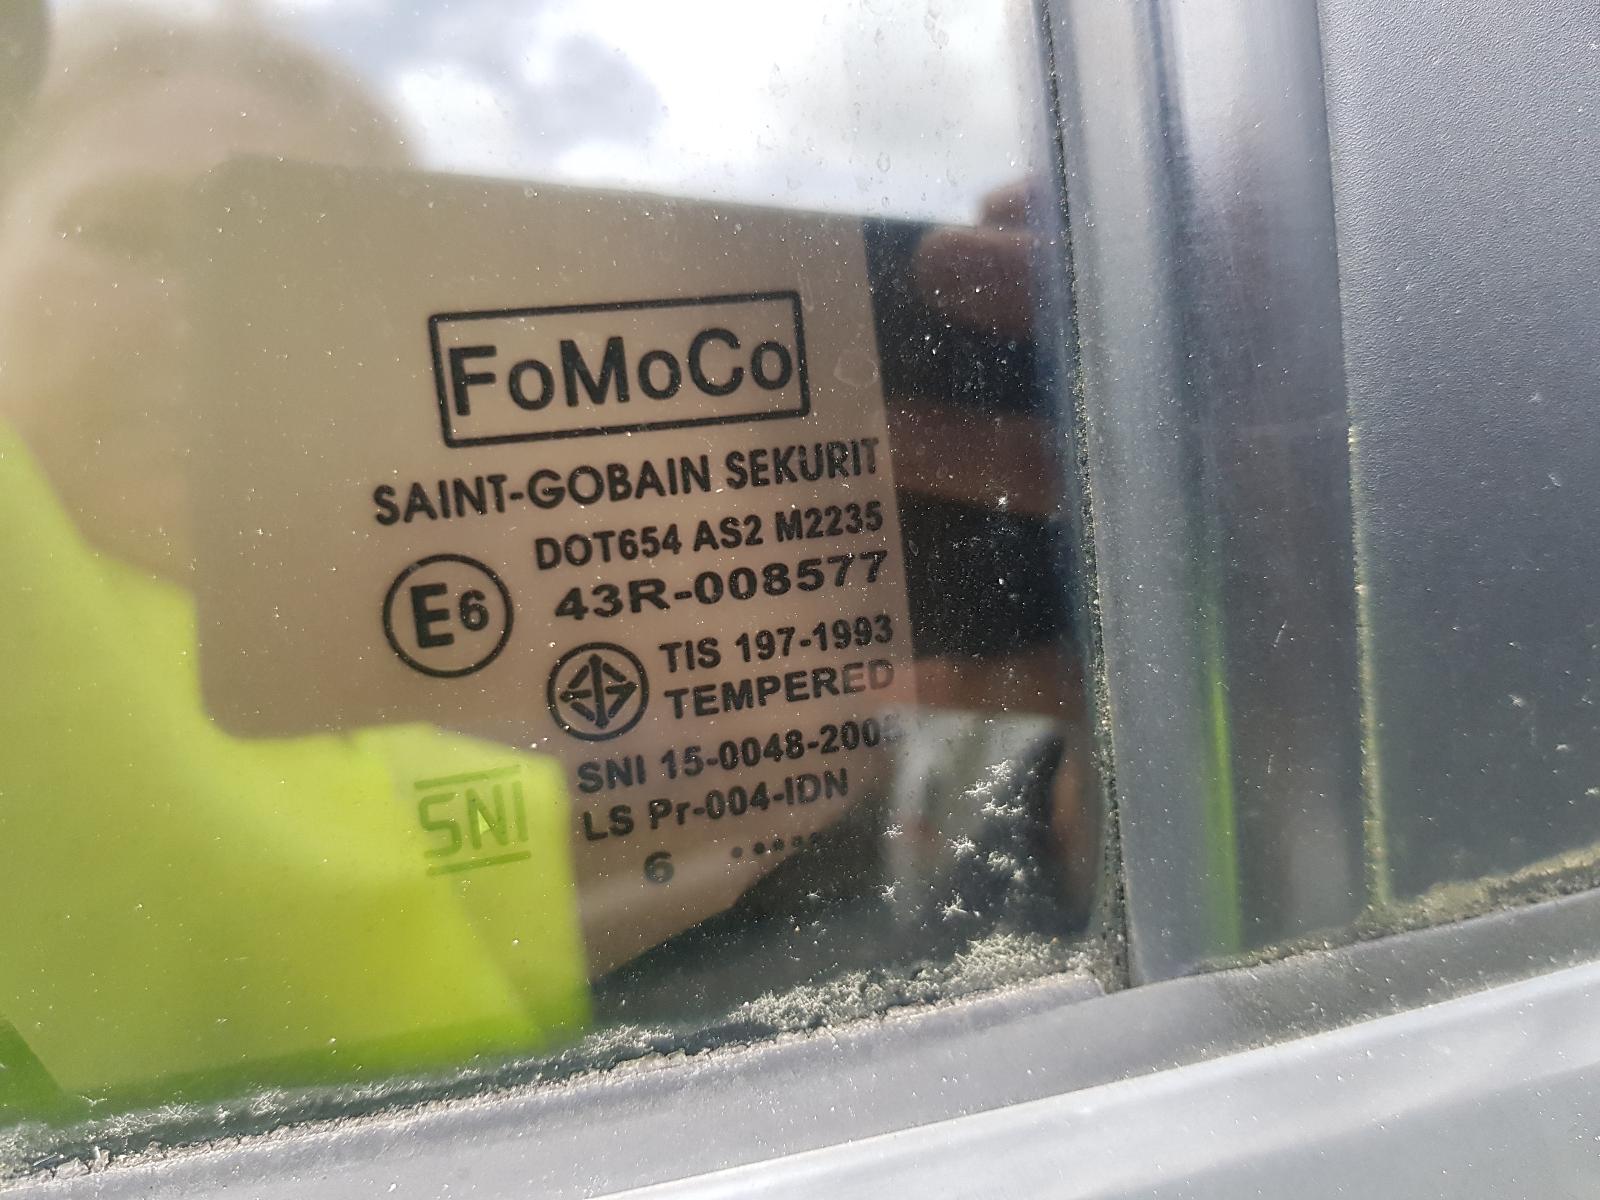 FoMoCo
SAINT-GOBAIN SEKURIT
DOT654 AS2 M2235
E6
43R-008577
TIS 197-1993
TEMPERED
SNI
SNI 15-0048-2005
LS Pr-004-IDN
6 ......